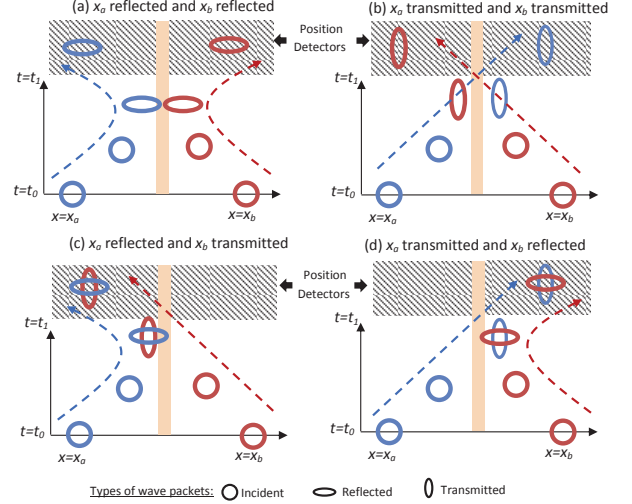 (a) xa reflected and xb reflected
(b) xa transmitted and xb transmitted
Position
Detectors
t=t1
t=t1
t=t0
t=t0
x=xa
x=xb
x=xa
x=xb
(c) xa reflected and xb transmitted
(d) xa transmitted and xb reflected
Position
Detectors
t=t1
t=t1
t=t0
t=t0
x=xa
x=xb
x=xa
x=xb
Types of wave packets: Incident Reflected Transmitted